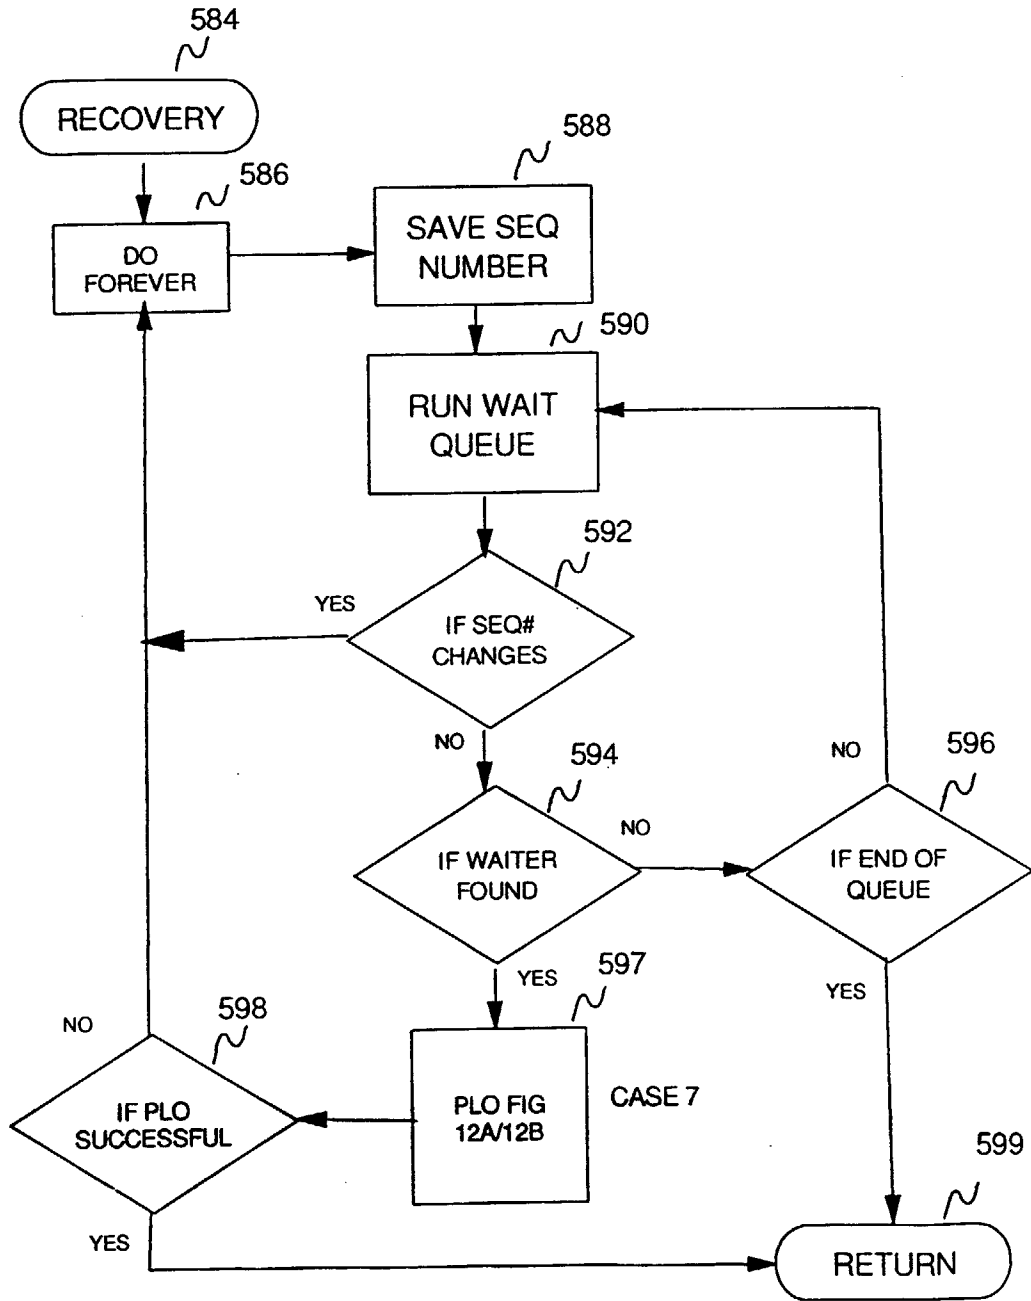 584
RECOVERY
586
DO
FOREVER
588
SAVE SEQ
NUMBER
590
RUN WAIT
QUEUE
592
YES
IF SEQ#
CHANGES
NO
594
NO
IF WAITER
FOUND
NO
596
IF END OF
QUEUE
YES
597
YES
598
NO
IF PLO
SUCCESSFUL
PLO FIG
12A/12B
CASE 7
599
YES
RETURN